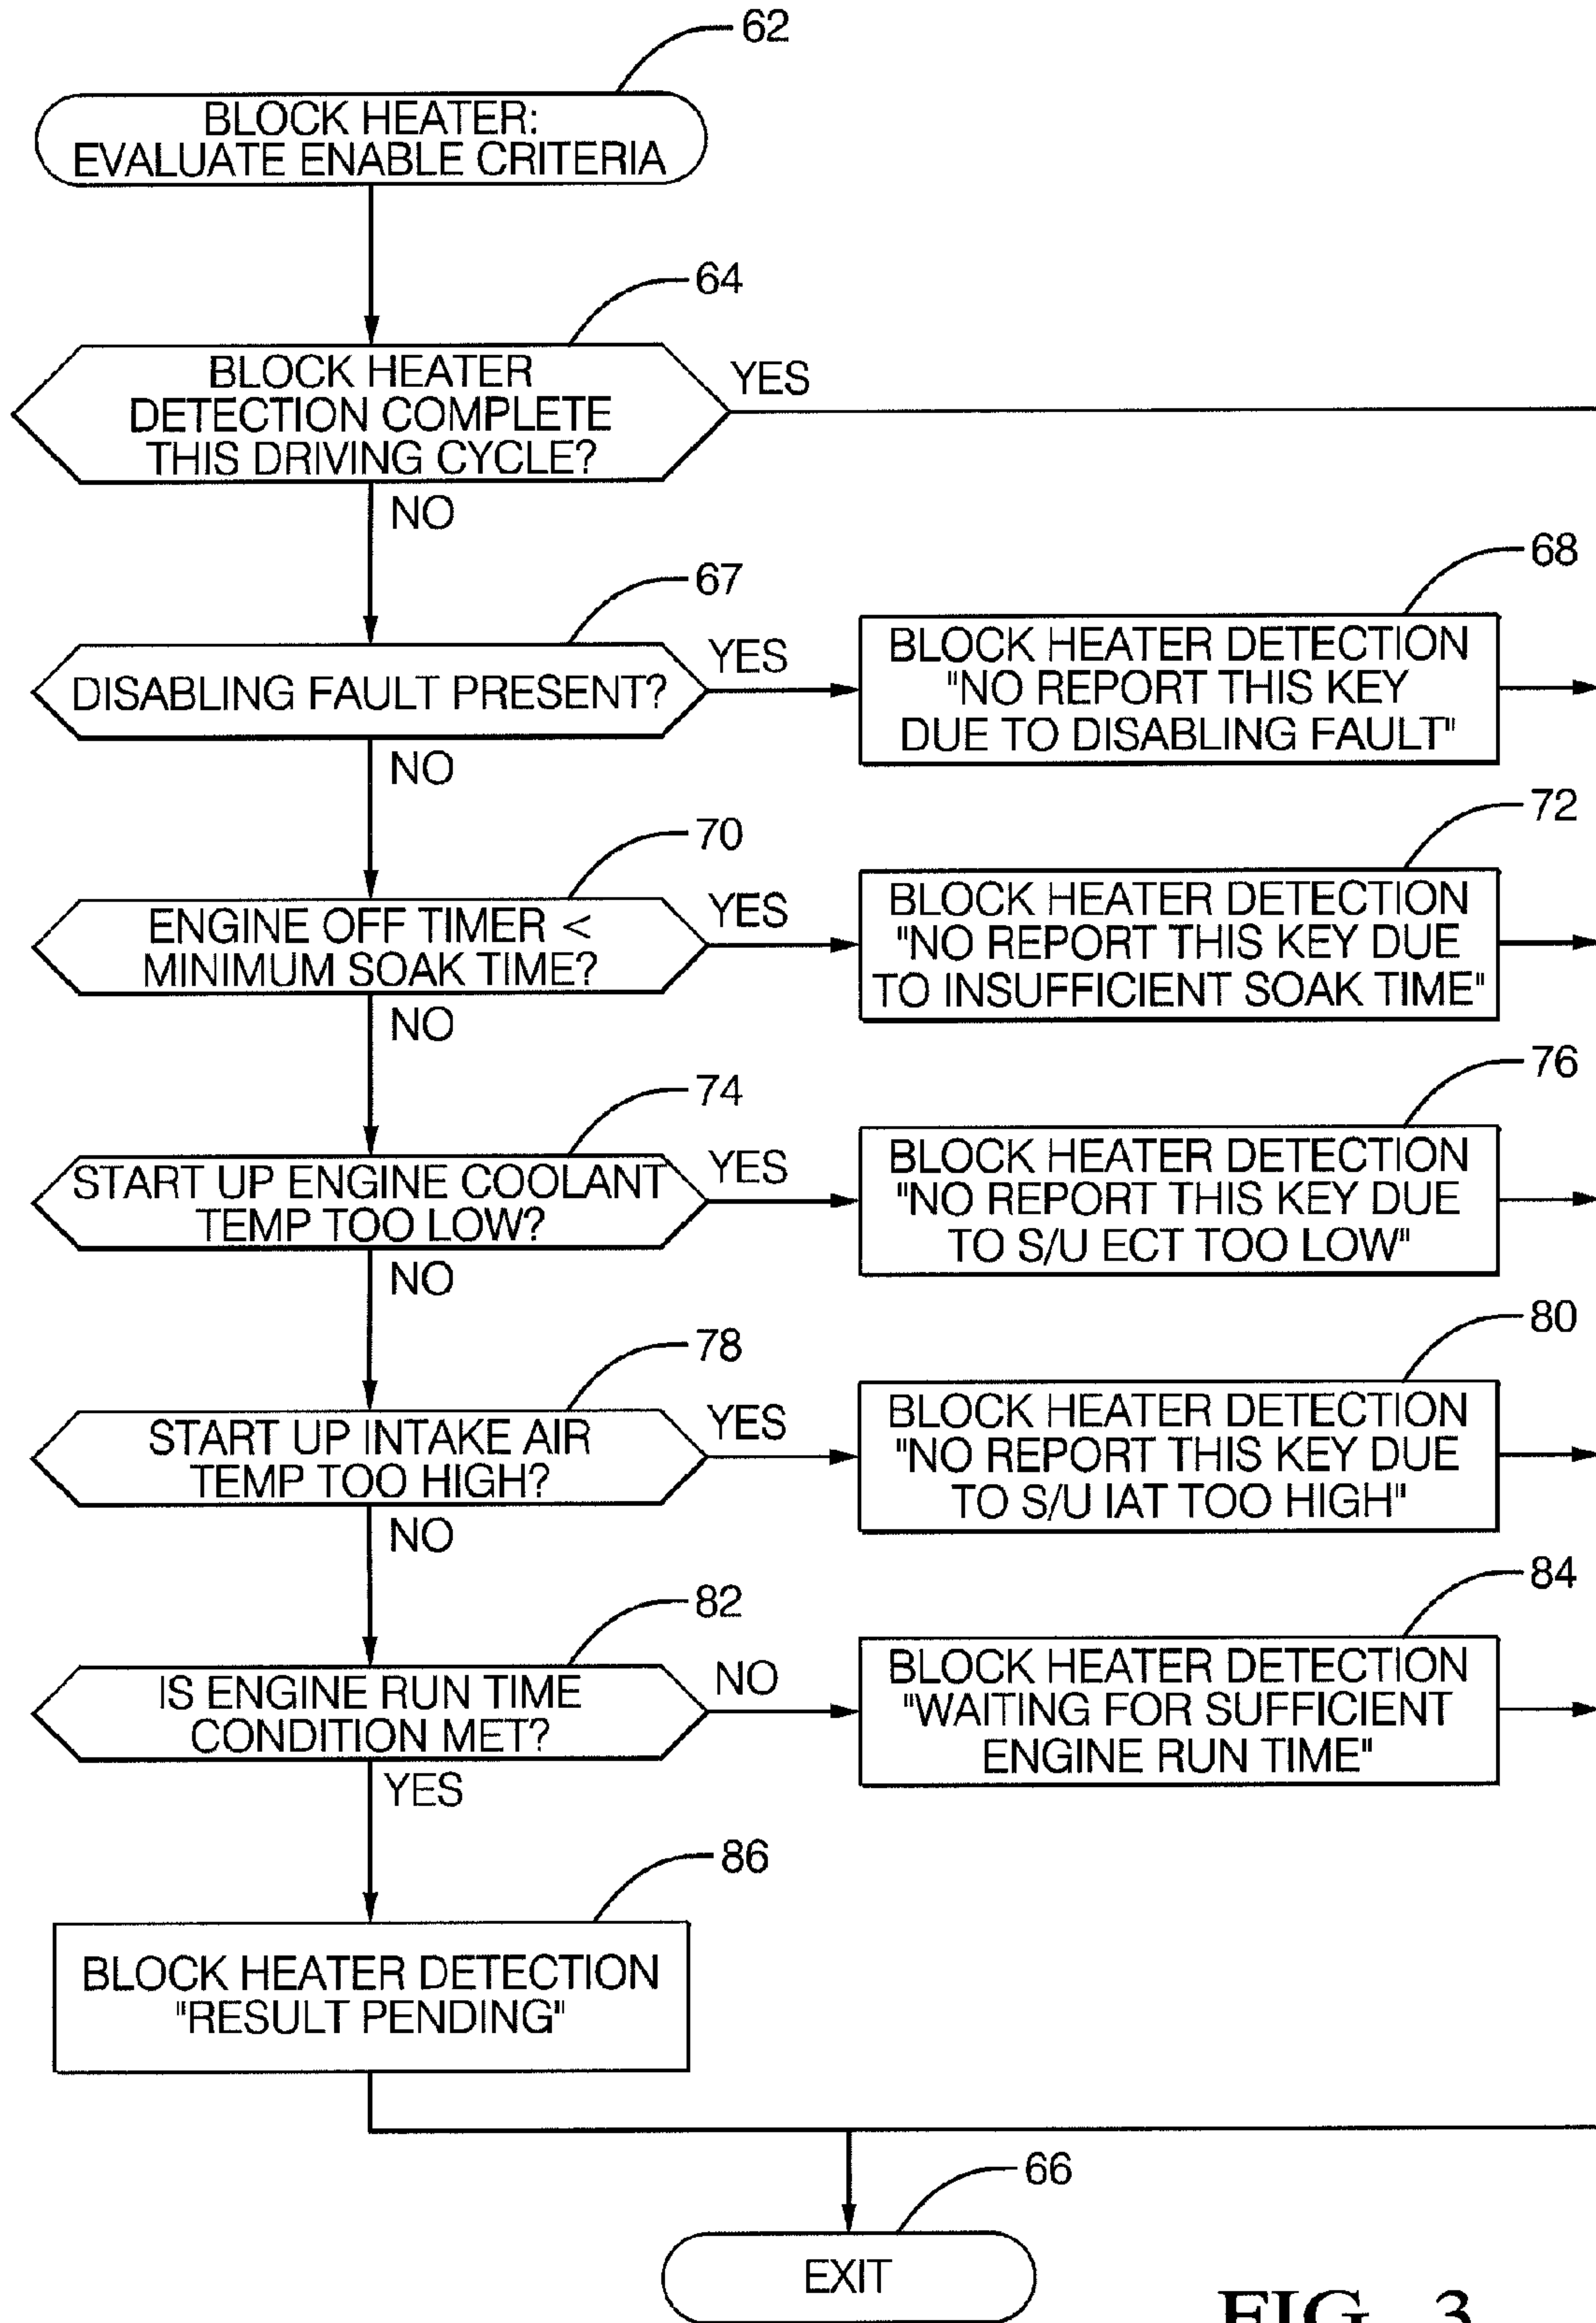 62
BLOCK HEATER:
EVALUATE ENABLE CRITERIA
64
BLOCK HEATER
DETECTION COMPLETE
THIS DRIVING CYCLE?
YES
NO
67
DISABLING FAULT PRESENT?
YES
68
BLOCK HEATER DETECTION
"NO REPORT THIS KEY
DUE TO DISABLING FAULT"
NO
70
ENGINE OFF TIMER <
MINIMUM SOAK TIME?
YES
72
BLOCK HEATER DETECTION
"NO REPORT THIS KEY DUE
TO INSUFFICIENT SOAK TIME"
NO
74
START UP ENGINE COOLANT
TEMP TOO LOW?
YES
76
BLOCK HEATER DETECTION
"NO REPORT THIS KEY DUE
TO S/U ECT TOO LOW"
NO
78
START UP INTAKE AIR
TEMP TOO HIGH?
YES
80
BLOCK HEATER DETECTION
"NO REPORT THIS KEY DUE
TO S/U IAT TOO HIGH"
NO
82
IS ENGINE RUN TIME
CONDITION MET?
NO
84
BLOCK HEATER DETECTION
"WAITING FOR SUFFICIENT
ENGINE RUN TIME"
YES
86
BLOCK HEATER DETECTION
"RESULT PENDING"
66
EXIT
FIG. 3